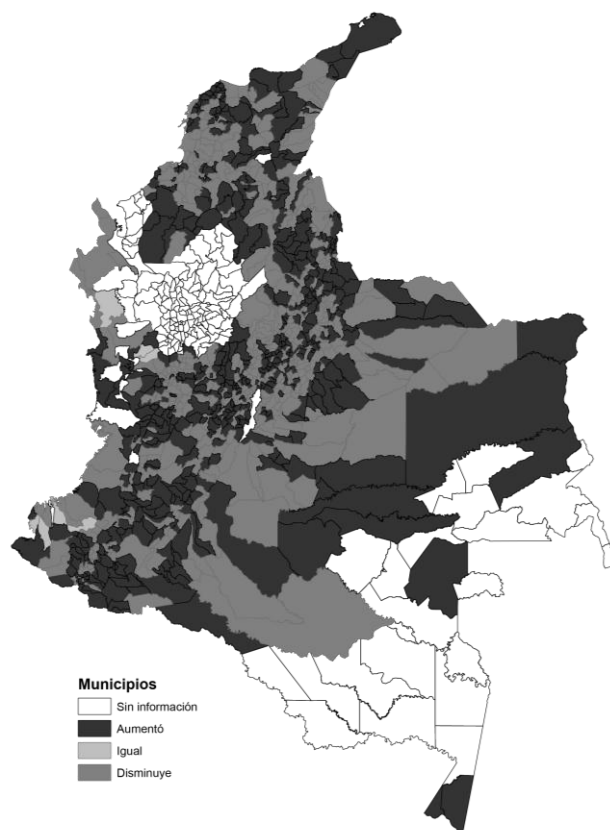 Municipios
Sin información
Aumentó
Igual
Disminuye